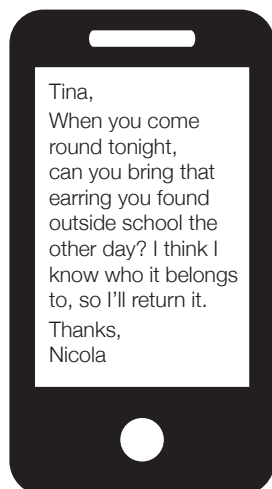 Tina,
When you come
round tonight,
can you bring that
earring you found
outside school the
other day? I think I
know who it belongs
to, so I'll return it.
Thanks,
Nicola